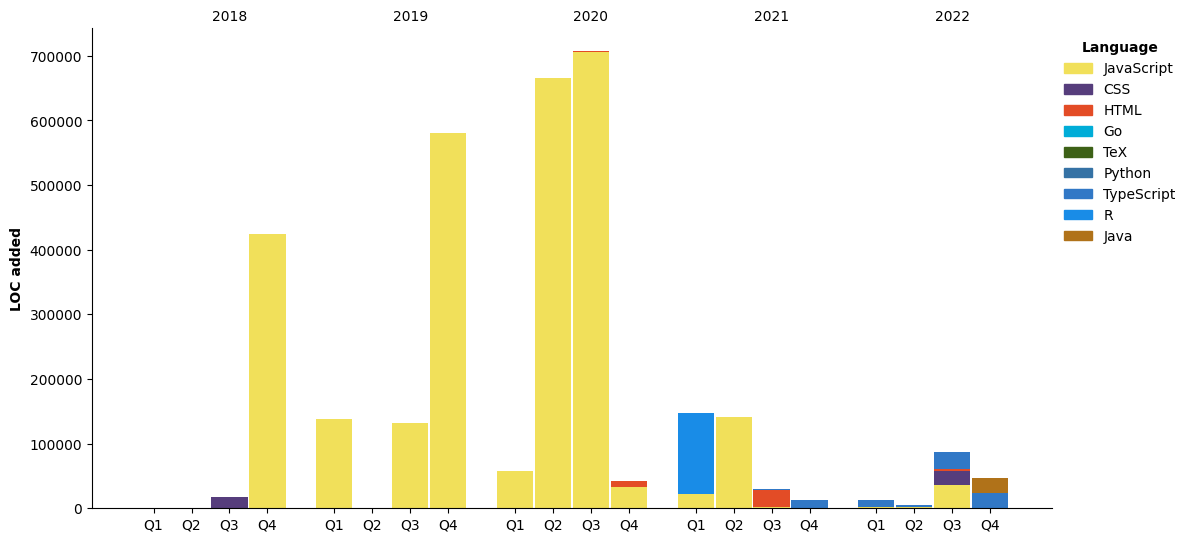 2018 2019 2020 2021 2022
Language
JavaScript
CSS
HTML
Go
TeX
Python
TypeScript
R
Java
LOC added
700000
600000
500000
400000
300000
200000
100000
0
Q1 Q2 Q3 Q4 Q1 Q2 Q3 Q4 Q1 Q2 Q3 Q4 Q1 Q2 Q3 Q4 Q1 Q2 Q3 Q4